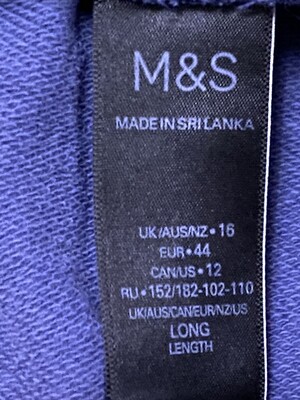 M&S
MADE IN SRI LANKA
UK/AUS/NZ • 16
EUR • 44
CAN/US • 12
RU • 152/182-102-110
UK/AUS/CAN/EUR/NZ/US
LONG
LENGTH